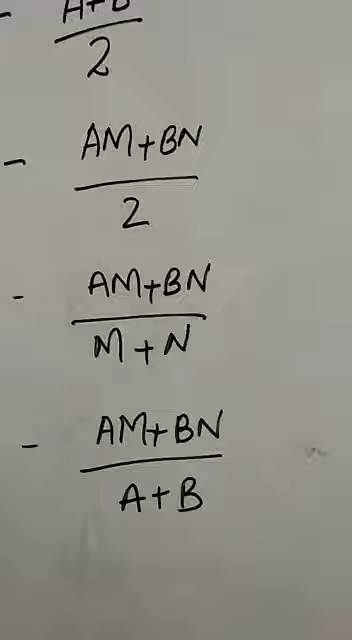 - A+B
2
- AM+BN
2
- AM+BN
M+N
- AM+BN
A+B